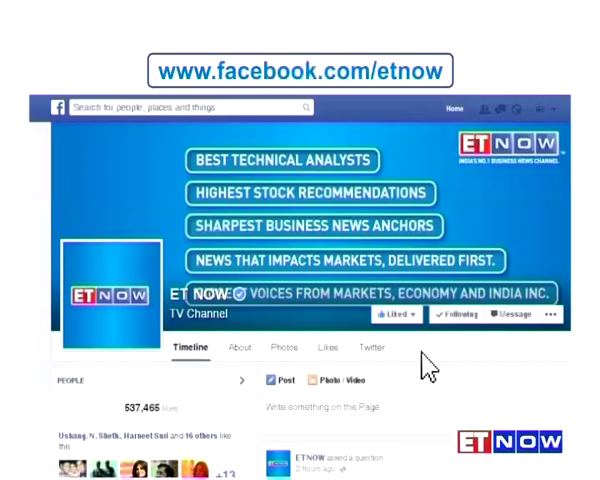 www.facebook.com/etnow
Search for people, places and things
Home
ET NOW
INDIA'S NO.1 BUSINESS NEWS CHANNEL
BEST TECHNICAL ANALYSTS
HIGHEST STOCK RECOMMENDATIONS
SHARPEST BUSINESS NEWS ANCHORS
NEWS THAT IMPACTS MARKETS, DELIVERED FIRST.
VOICES FROM MARKETS, ECONOMY AND INDIA INC.
ET NOW
ET NOW
TV Channel
Liked
Following
Message
Timeline About Photos Likes Twitter
PEOPLE
537,465 likes
Ushang. N. Sheth, Harneet Suri and 16 others like
this
+13
Post Photo / Video
Write something on this Page...
ETNOW asked a question
2 hours ago
ET NOW